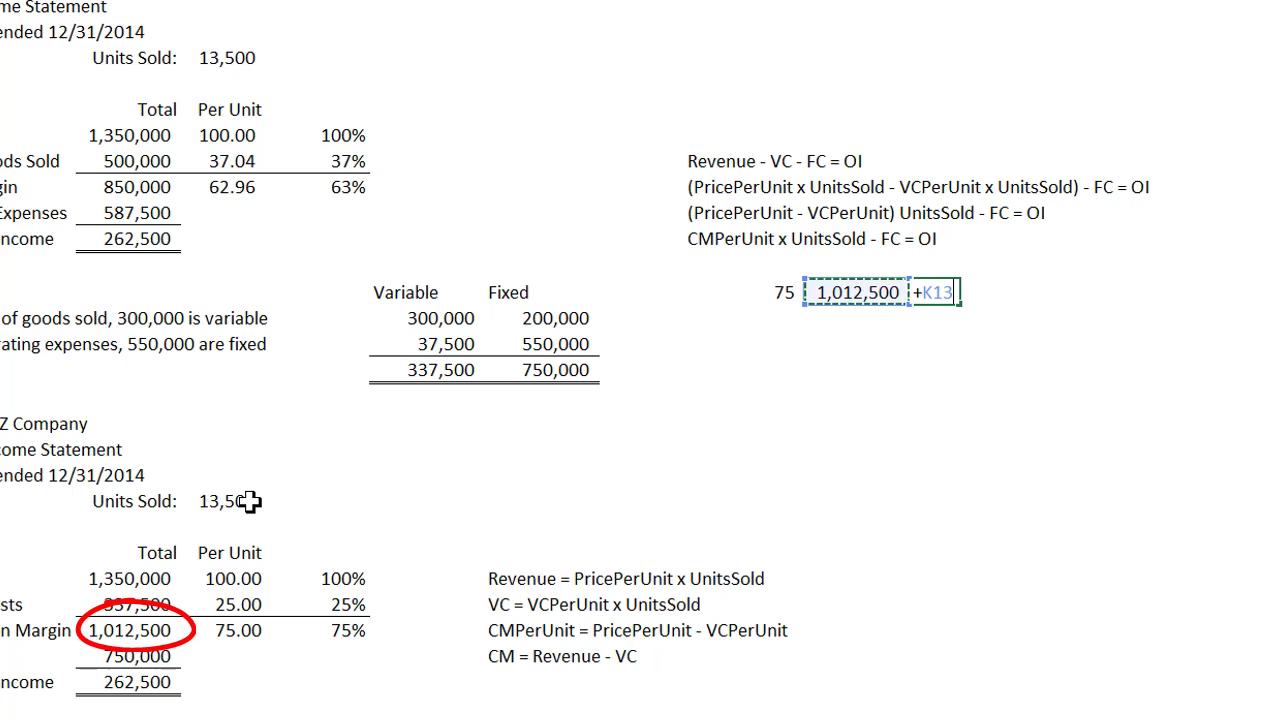 me Statement
ended 12/31/2014
Units Sold: 13,500
Total Per Unit
1,350,000 100.00 100%
ods Sold 500,000 37.04 37% Revenue - VC - FC = OI
gin 850,000 62.96 63% (PricePerUnit x UnitsSold - VCPerUnit x UnitsSold) - FC = OI
Expenses 587,500 (PricePerUnit - VCPerUnit) UnitsSold - FC = OI
ncome 262,500 CMPerUnit x UnitsSold - FC = OI
Variable Fixed 75 1,012,500 +K13
of goods sold, 300,000 is variable 300,000 200,000
rating expenses, 550,000 are fixed 37,500 550,000
337,500 750,000
Z Company
come Statement
ended 12/31/2014
Units Sold: 13,50
Total Per Unit
1,350,000 100.00 100% Revenue = PricePerUnit x UnitsSold
sts 337,500 25.00 25% VC = VCPerUnit x UnitsSold
n Margin 1,012,500 75.00 75% CMPerUnit = PricePerUnit - VCPerUnit
750,000 CM = Revenue - VC
ncome 262,500